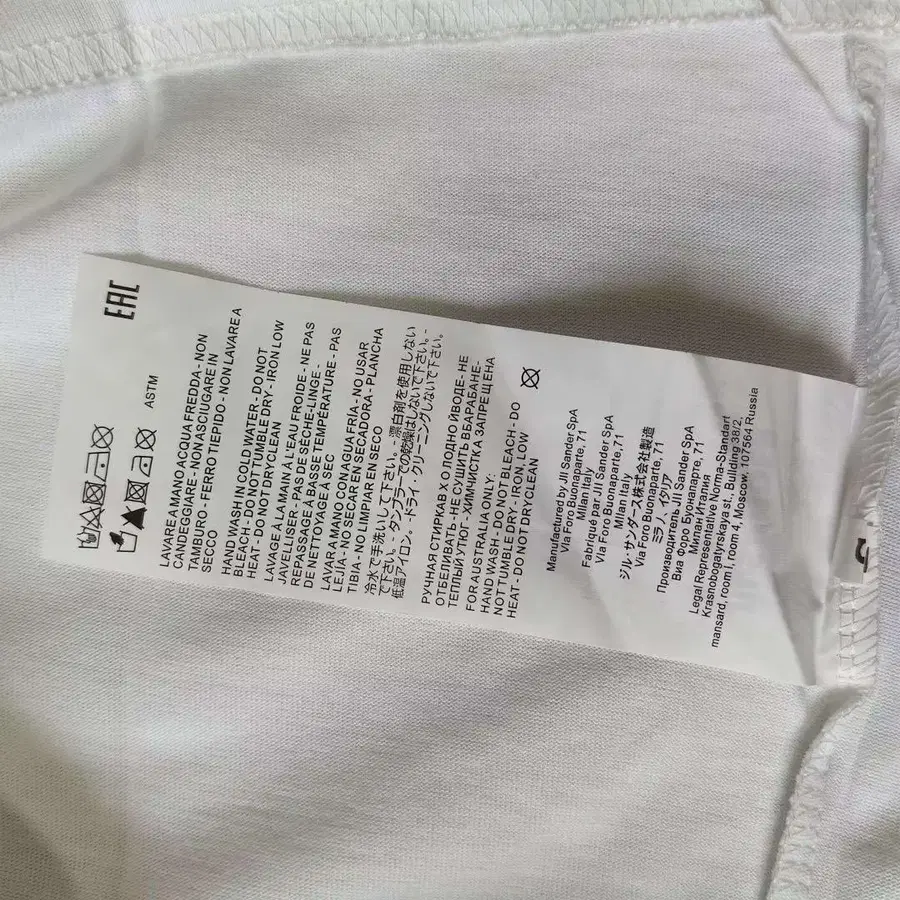 EAC
ASTM
LAVARE A MANO ACQUA FREDDA - NON
CANDEGGIARE - NON ASCIUGARE IN
TAMBURO - FERRO TIEPIDO - NON LAVARE A
SECCO
HAND WASH IN COLD WATER - DO NOT
BLEACH - DO NOT TUMBLE DRY - IRON LOW
HEAT - DO NOT DRYCLEAN
LAVAGE À LA MAIN À L'EAU FROIDE - NE PAS
JAVELLISER - PAS DE SÈCHE-LINGE -
REPASSAGE A BASSE TEMPÉRATURE - PAS
DE NETTOYAGE A SEC
LAVAR A MANO CON AGUA FRÍA - NO USAR
LEJÍA - NO SECAR EN SECADORA - PLANCHA
TIBIA - NO LIMPIAR EN SECO
冷水で手洗いして下さい。- 漂白剤を使用しない
で下さい。- タンブラーでの乾燥はしないで下さい。-
低温アイロン。- ドライ・クリーニングしないで下さい。
РУЧНАЯ СТИРКАВ Х ОЛОДНО ЙВОДЕ- НЕ
ОТБЕЛИВАТЬ- НЕ СУШИТЬ ВБАРАБАНЕ-
ТЕПЛЫЙ УТЮГ - ХИМЧИСТКА ЗАПРЕЩЕНА
FOR AUSTRALIA ONLY:
HAND WASH - DO NOT BLEACH - DO
NOT TUMBLE DRY - IRON, LOW
HEAT - DO NOT DRYCLEAN
Manufactured by JIl Sander SpA
VIa Foro Buonaparte, 71
MIlan Italy
Fabriqué par JIl Sander SpA
VIa Foro Buonaparte, 71
MIlan Italy
ジル・サンダース株式会社製造
Via Foro Buonaparte, 71
ミラノ, イタリア
Производитель JIl Sander SpA
Виа Форо Буонапарте, 71
Милан Италия
Legal Representative Norma-Standart
Krasnobogatyrskaya st., Building 38/2,
mansard, room I, room 4, Moscow. 107564 Russia